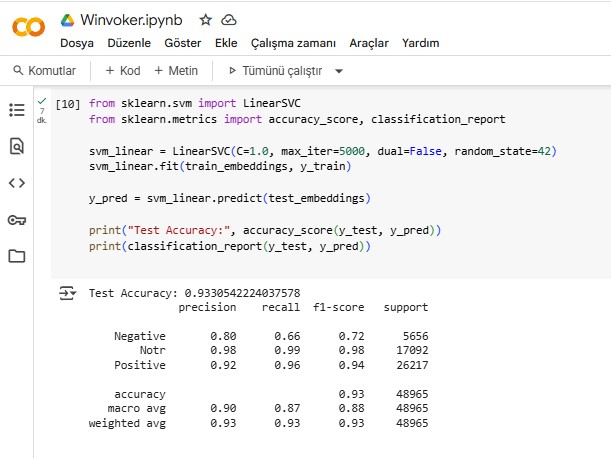 CO Winvoker.ipynb
Dosya Düzenle Göster Ekle Çalışma zamanı Araçlar Yardım
Komutlar + Kod + Metin Tümünü çalıştır
7 dk. [10] from sklearn.svm import LinearSVC
from sklearn.metrics import accuracy_score, classification_report
svm_linear = LinearSVC(C=1.0, max_iter=5000, dual=False, random_state=42)
svm_linear.fit(train_embeddings, y_train)
y_pred = svm_linear.predict(test_embeddings)
print("Test Accuracy:", accuracy_score(y_test, y_pred))
print(classification_report(y_test, y_pred))
Test Accuracy: 0.9330542224037578
precision recall f1-score support
Negative 0.80 0.66 0.72 5656
Notr 0.98 0.99 0.98 17092
Positive 0.92 0.96 0.94 26217
accuracy 0.93 48965
macro avg 0.90 0.87 0.88 48965
weighted avg 0.93 0.93 0.93 48965